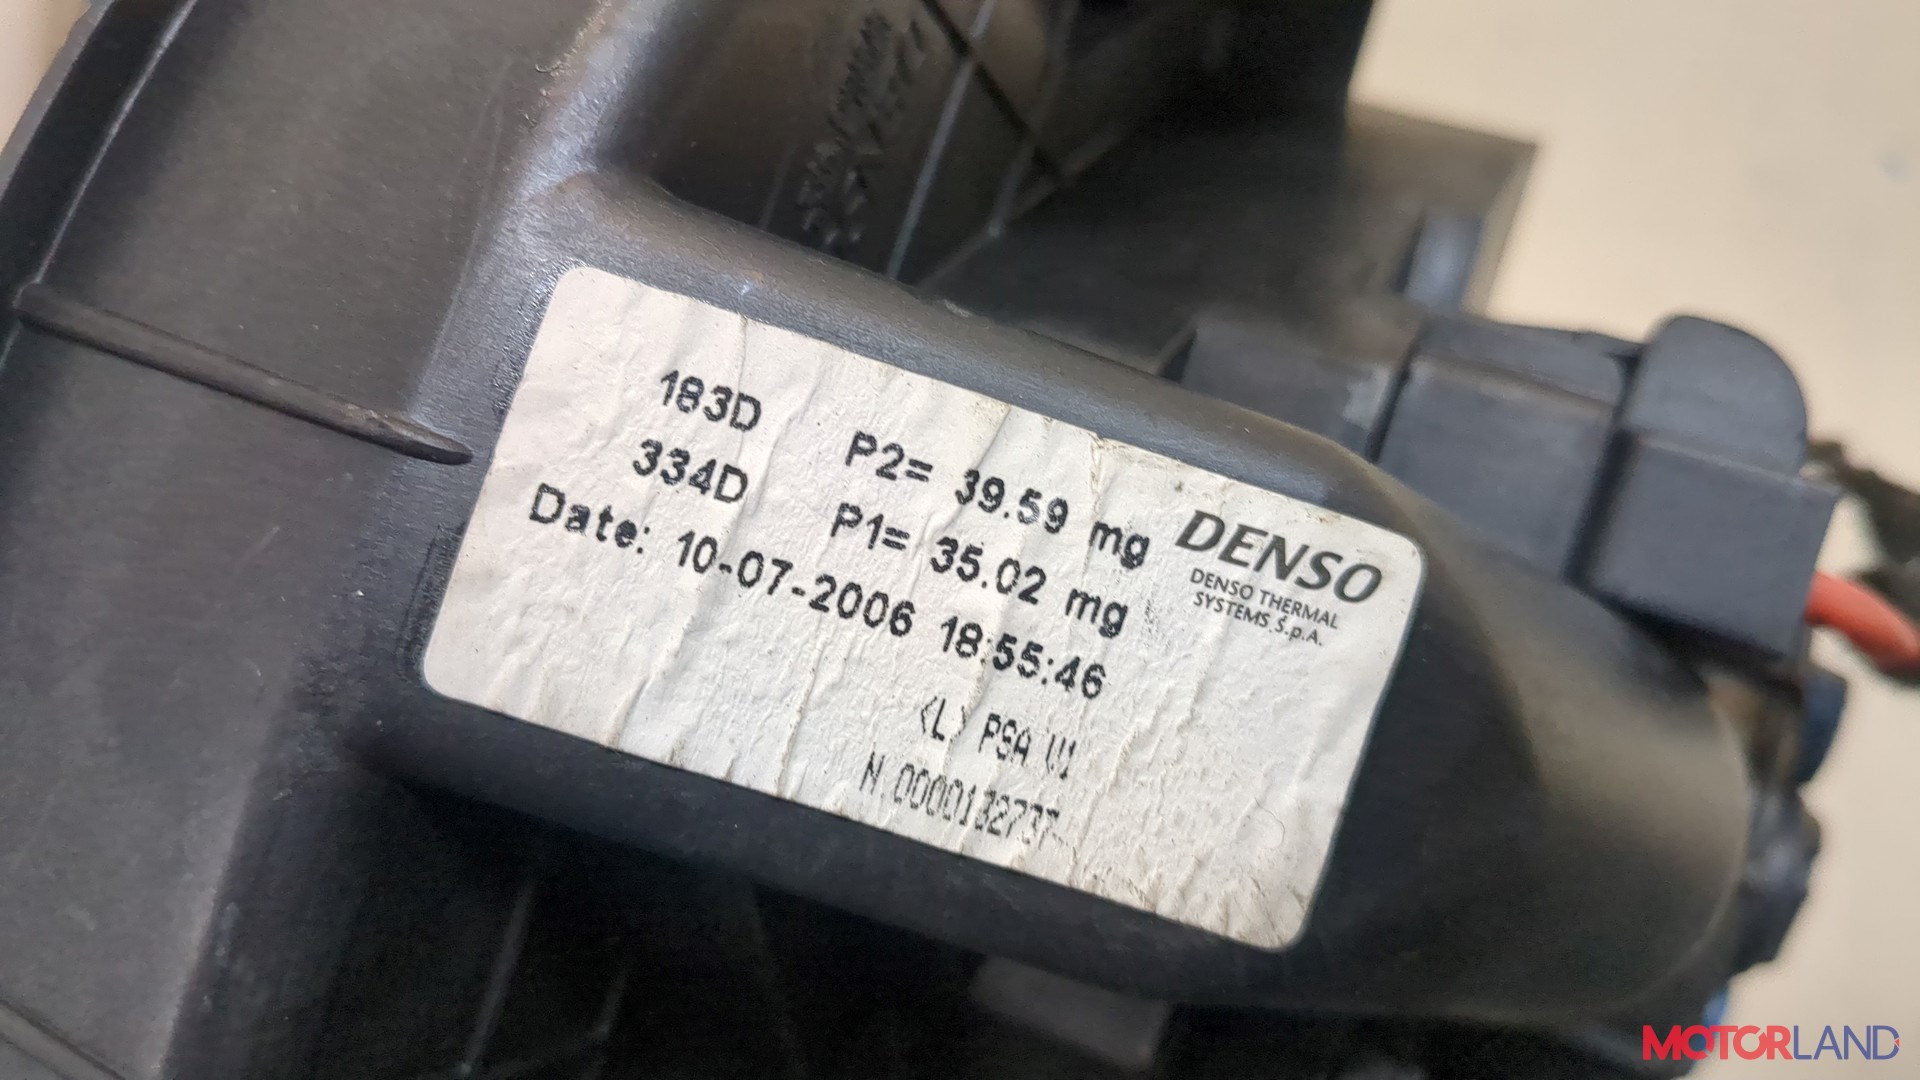 183D P2= 39.59 mg
334D P1= 35.02 mg
Date: 10-07-2006 18:55:46
DENSO
DENSO THERMAL
SYSTEMS S.p.A.
(L) PSA
N.0000132737
MOTORLAND